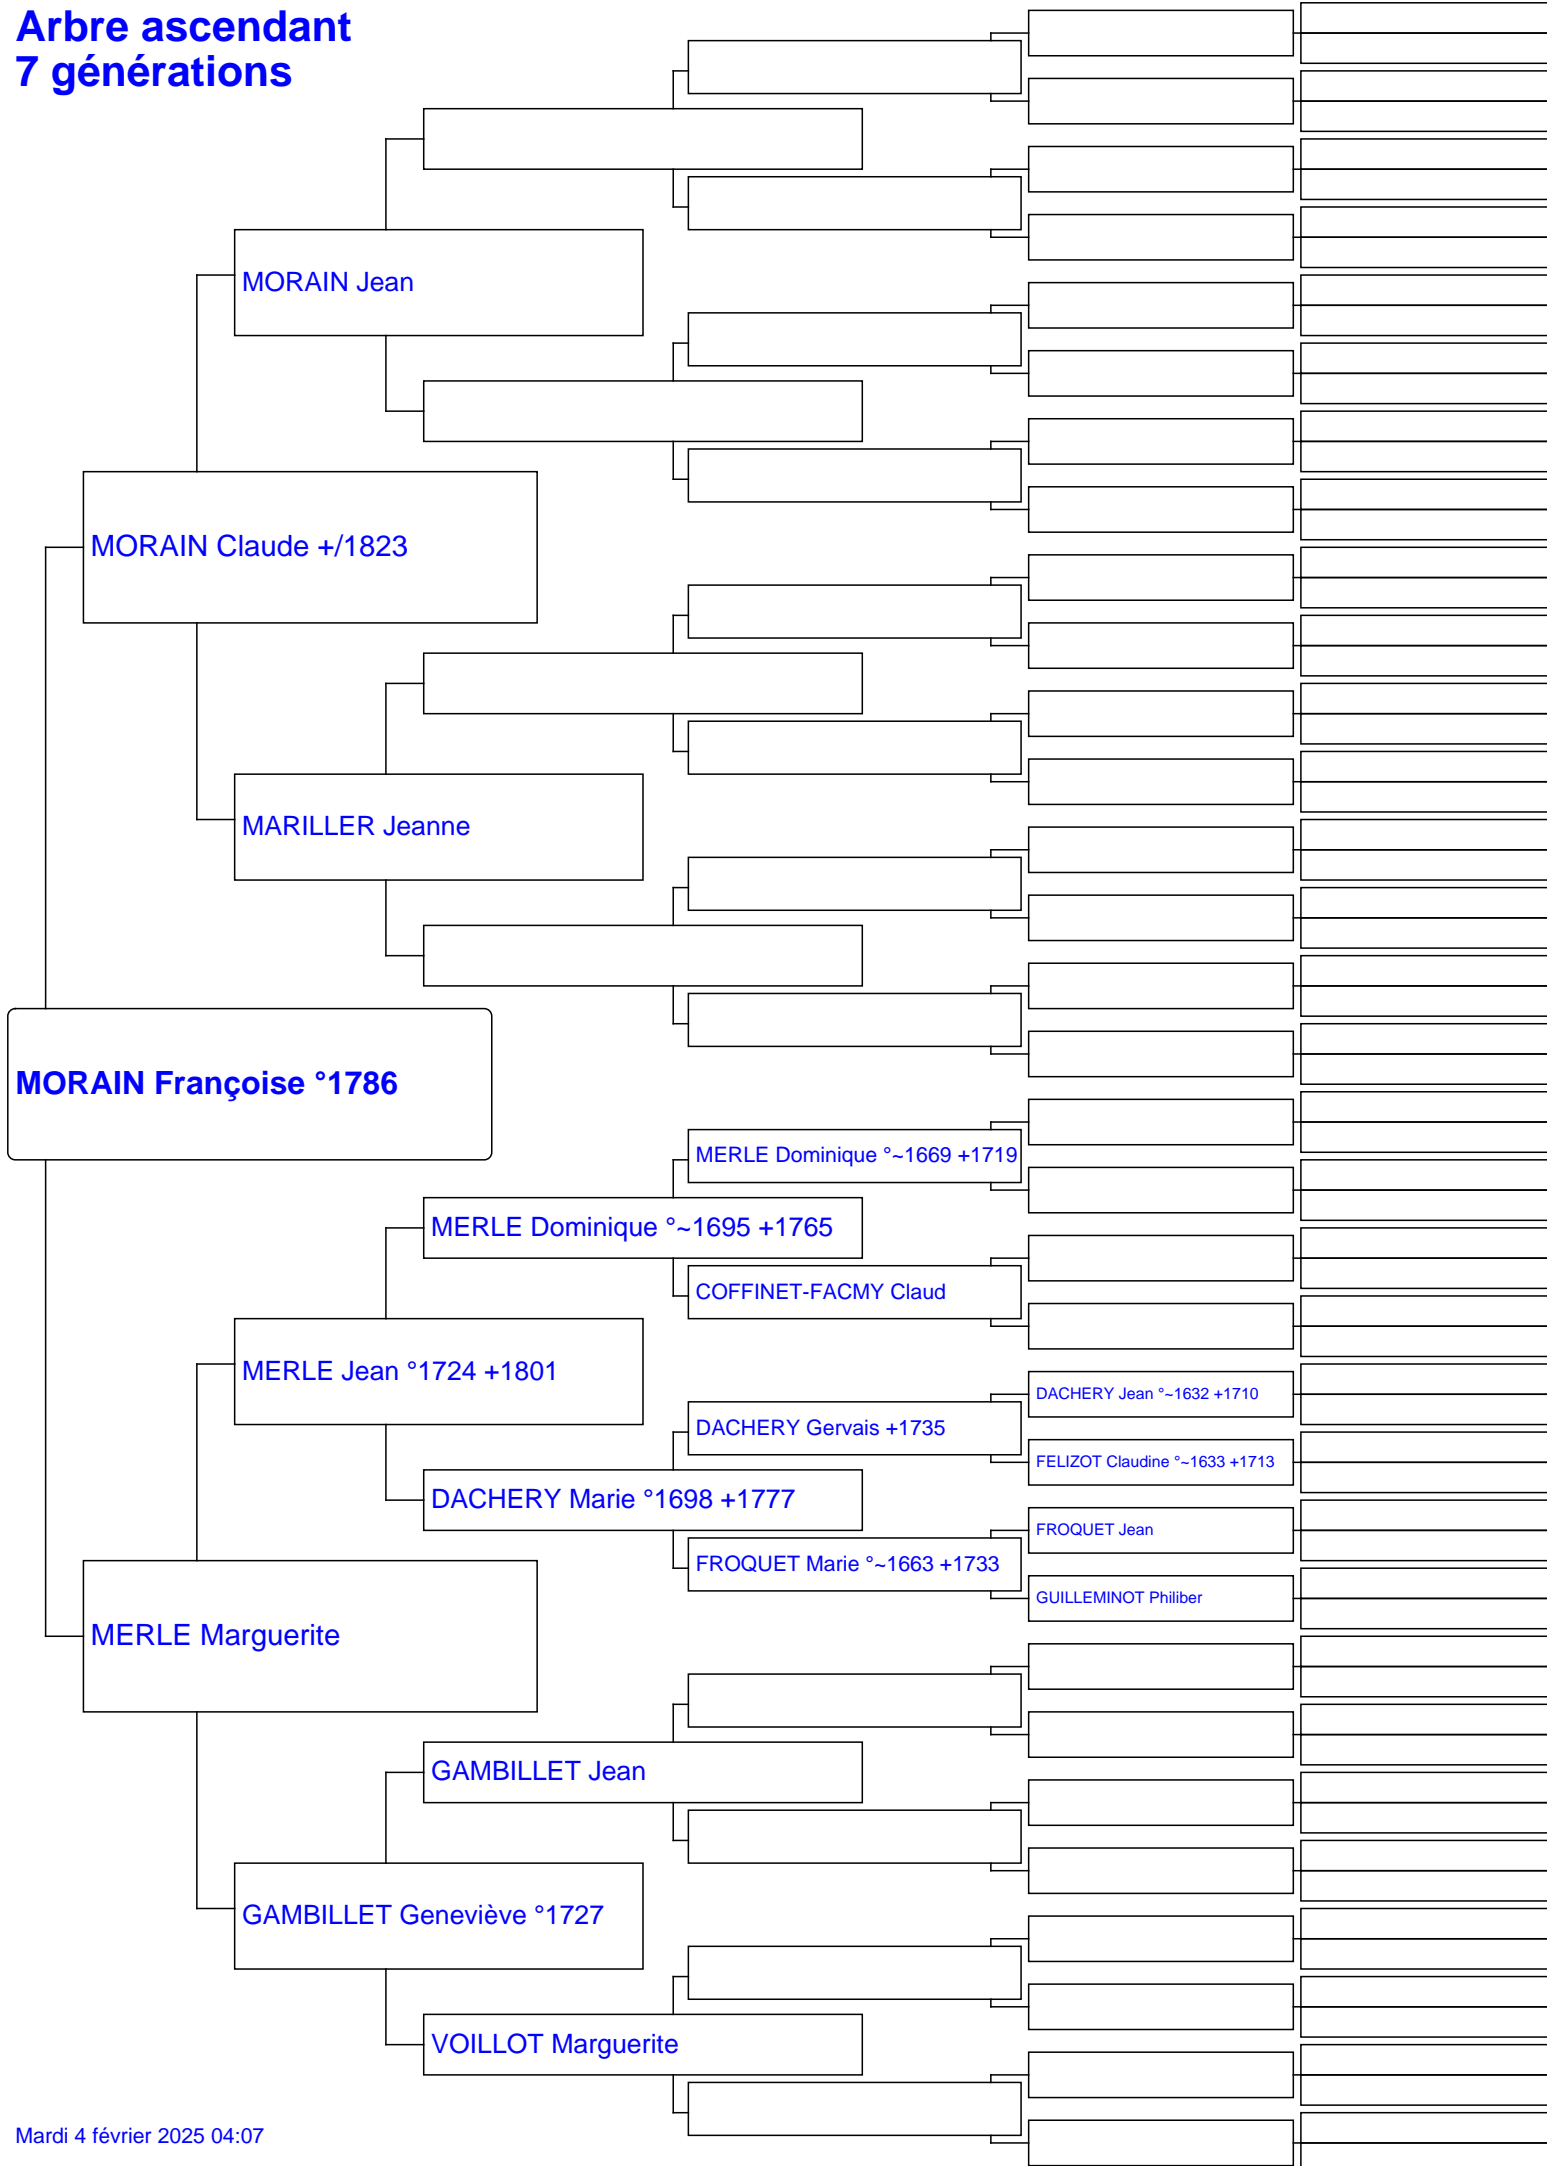 Arbre ascendant
7 générations
MORAIN Jean
MORAIN Claude +/1823
MARILLER Jeanne
MORAIN Françoise °1786
MERLE Dominique °~1669 +1719
MERLE Dominique °~1695 +1765
COFFINET-FACMY Claud
MERLE Jean °1724 +1801
DACHERY Jean °~1632 +1710
DACHERY Gervais +1735
FELIZOT Claudine °~1633 +1713
DACHERY Marie °1698 +1777
FROQUET Jean
FROQUET Marie °~1663 +1733
GUILLEMINOT Philiber
MERLE Marguerite
GAMBILLET Jean
GAMBILLET Geneviève °1727
VOILLOT Marguerite
Mardi 4 février 2025 04:07